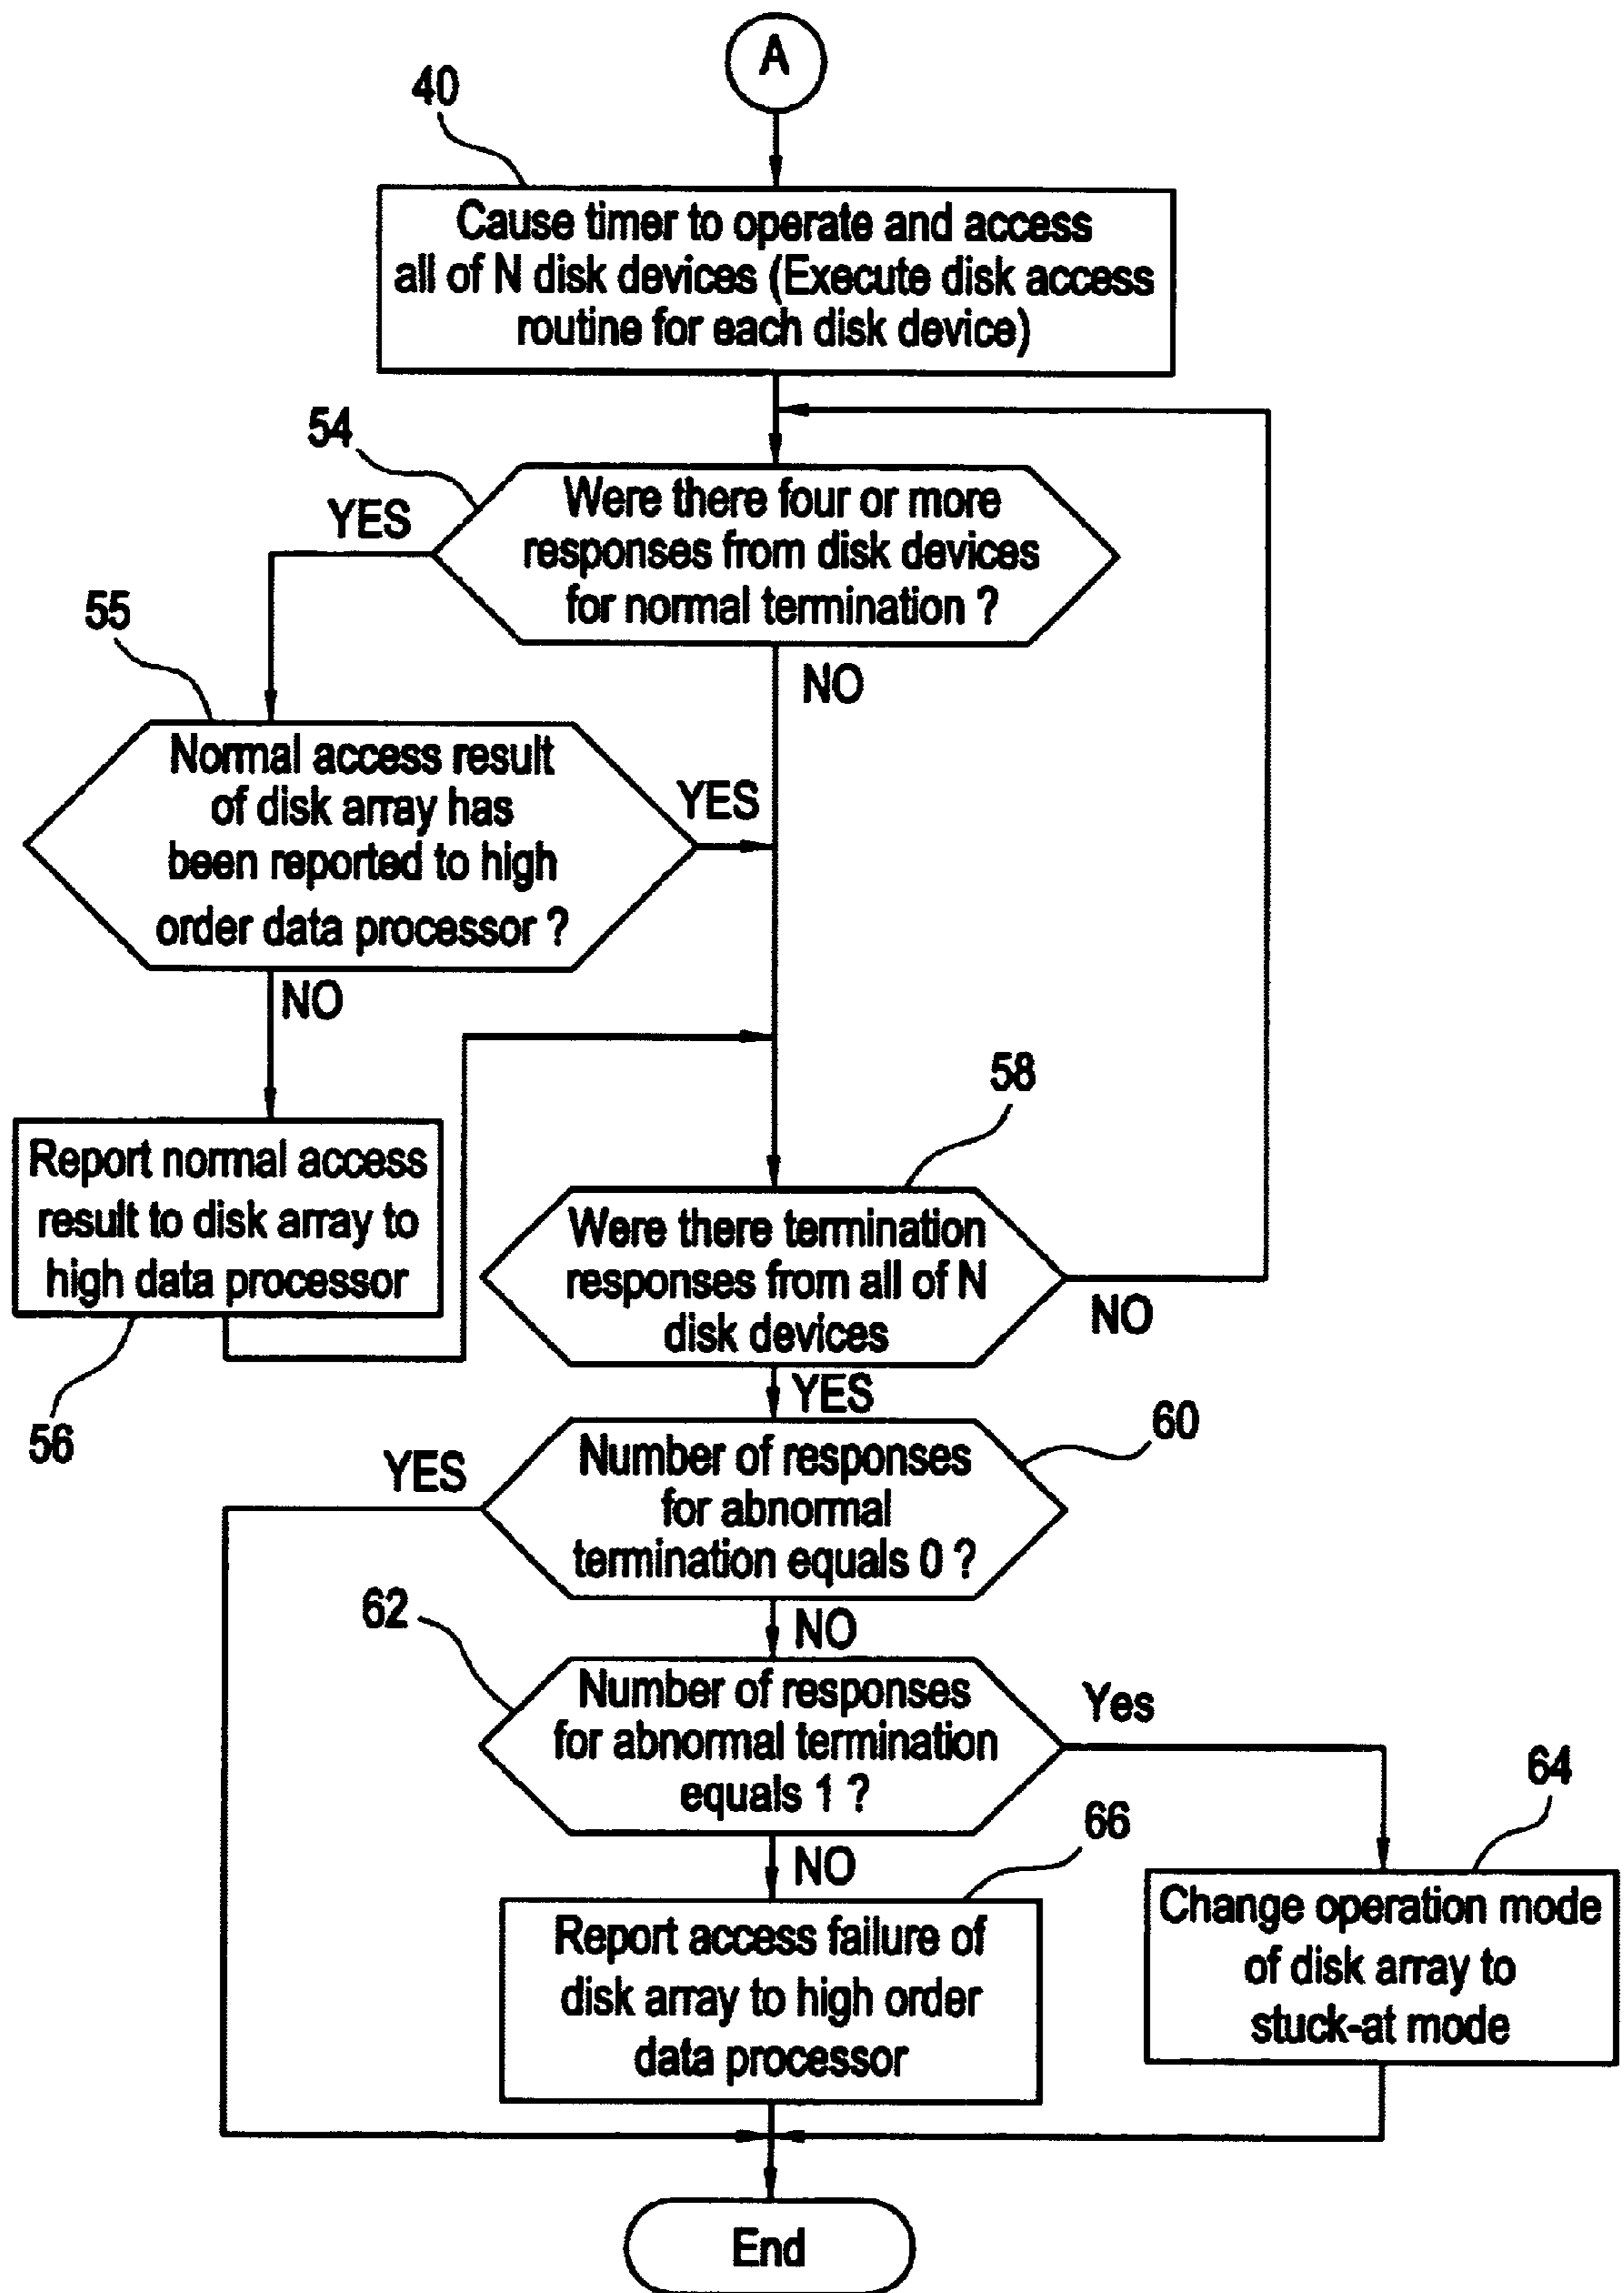 A
40
Cause timer to operate and access
all of N disk devices (Execute disk access
routine for each disk device)
54
Were there four or more
responses from disk devices
for normal termination ?
YES
NO
55
Normal access result
of disk array has
been reported to high
order data processor ?
YES
NO
Report normal access
result to disk array to
high data processor
56
58
Were there termination
responses from all of N
disk devices
NO
YES
60
Number of responses
for abnormal
termination equals 0 ?
YES
NO
62
Number of responses
for abnormal termination
equals 1 ?
Yes
NO
64
Change operation mode
of disk array to
stuck-at mode
66
Report access failure of
disk array to high order
data processor
End